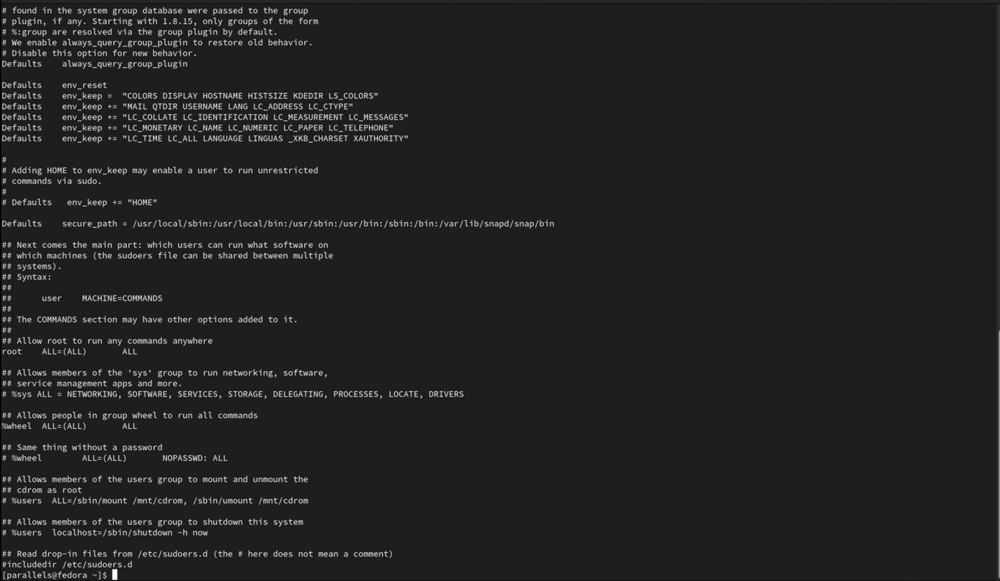 # found in the system group database were passed to the group
# plugin, if any. Starting with 1.8.15, only groups of the form
# %:group are resolved via the group plugin by default.
# We enable always_query_group_plugin to restore old behavior.
# Disable this option for new behavior.
Defaults    always_query_group_plugin

Defaults    env_reset
Defaults    env_keep =  "COLORS DISPLAY HOSTNAME HISTSIZE KDEDIR LS_COLORS"
Defaults    env_keep += "MAIL QTDIR USERNAME LANG LC_ADDRESS LC_CTYPE"
Defaults    env_keep += "LC_COLLATE LC_IDENTIFICATION LC_MEASUREMENT LC_MESSAGES"
Defaults    env_keep += "LC_MONETARY LC_NAME LC_NUMERIC LC_PAPER LC_TELEPHONE"
Defaults    env_keep += "LC_TIME LC_ALL LANGUAGE LINGUAS _XKB_CHARSET XAUTHORITY"

#
# Adding HOME to env_keep may enable a user to run unrestricted
# commands via sudo.
#
# Defaults   env_keep += "HOME"

Defaults    secure_path = /usr/local/sbin:/usr/local/bin:/usr/sbin:/usr/bin:/sbin:/bin:/var/lib/snapd/snap/bin

## Next comes the main part: which users can run what software on
## which machines (the sudoers file can be shared between multiple
## systems).
## Syntax:
##
##      user    MACHINE=COMMANDS
##
## The COMMANDS section may have other options added to it.
##
## Allow root to run any commands anywhere
root    ALL=(ALL)       ALL

## Allows members of the 'sys' group to run networking, software,
## service management apps and more.
# %sys ALL = NETWORKING, SOFTWARE, SERVICES, STORAGE, DELEGATING, PROCESSES, LOCATE, DRIVERS

## Allows people in group wheel to run all commands
%wheel  ALL=(ALL)       ALL

## Same thing without a password
# %wheel        ALL=(ALL)       NOPASSWD: ALL

## Allows members of the users group to mount and unmount the
## cdrom as root
# %users  ALL=/sbin/mount /mnt/cdrom, /sbin/umount /mnt/cdrom

## Allows members of the users group to shutdown this system
# %users  localhost=/sbin/shutdown -h now

## Read drop-in files from /etc/sudoers.d (the # here does not mean a comment)
#includedir /etc/sudoers.d
[parallels@fedora ~]$